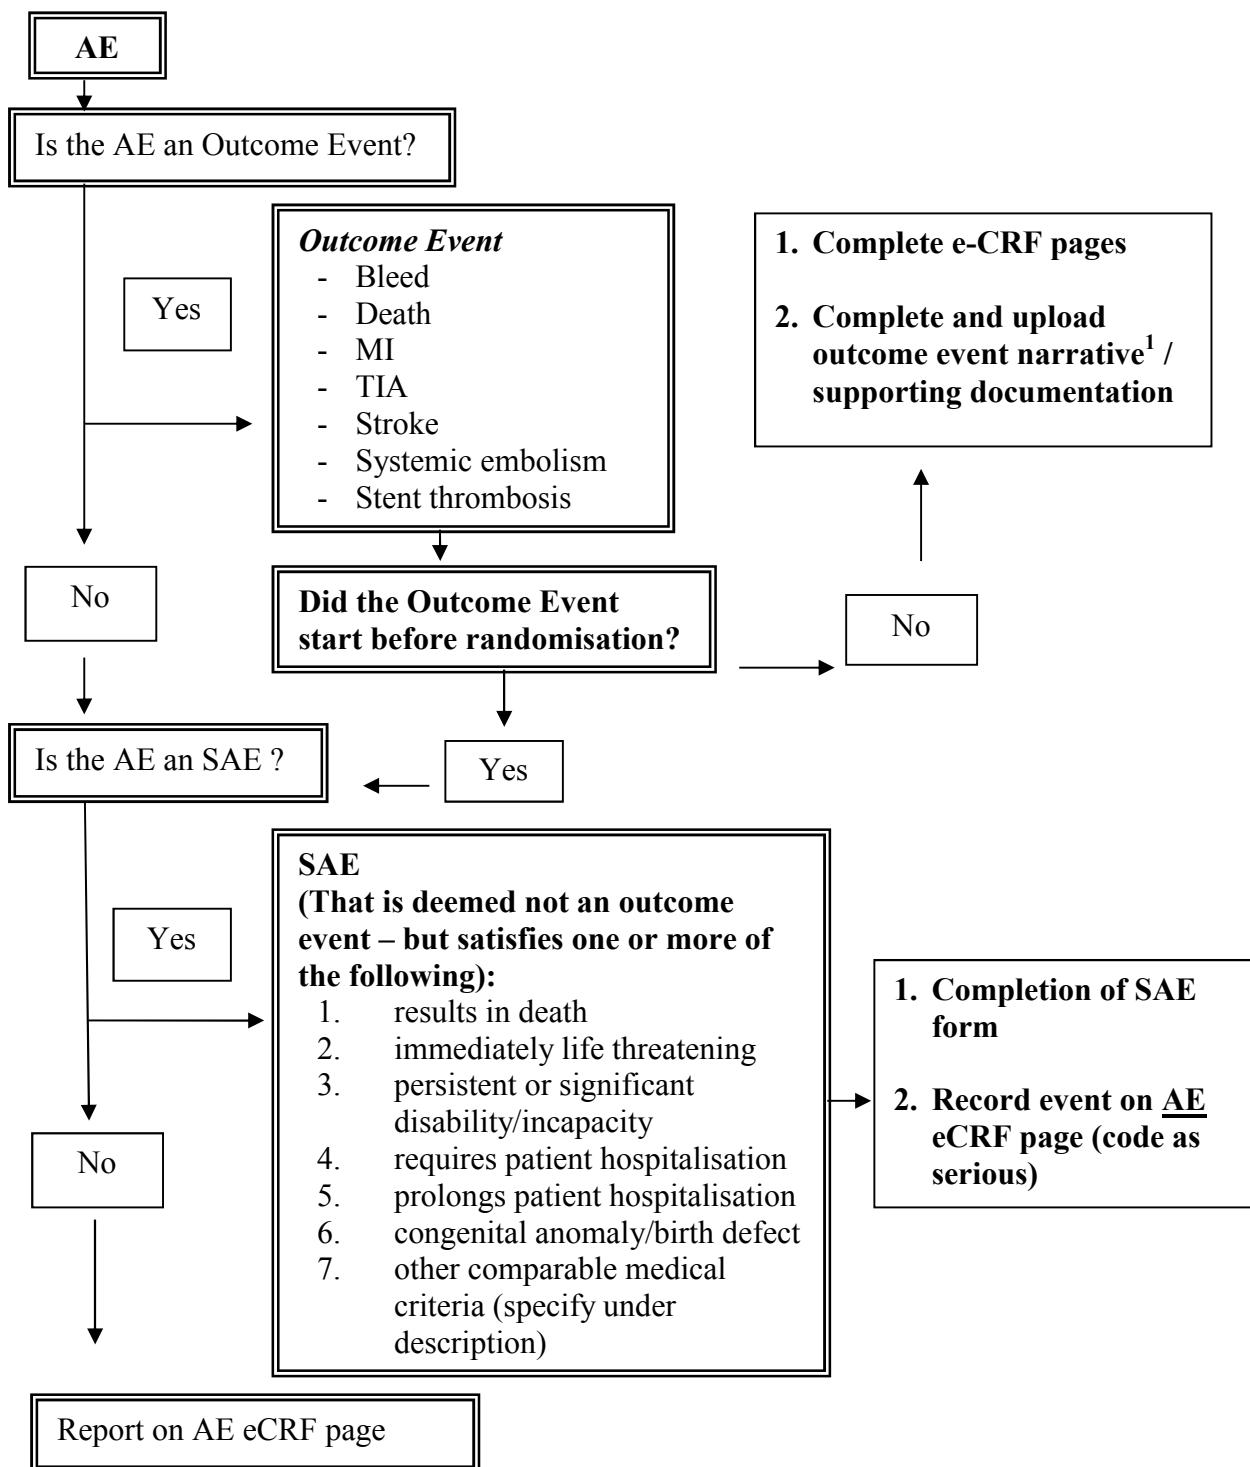 AE
Is the AE an Outcome Event?
Outcome Event
- Bleed
- Death
- MI
- TIA
- Stroke
- Systemic embolism
- Stent thrombosis
Yes
1. Complete e-CRF pages
2. Complete and upload
outcome event narrative¹ /
supporting documentation
No
Did the Outcome Event
start before randomisation?
No
Is the AE an SAE ?
Yes
SAE
(That is deemed not an outcome
event – but satisfies one or more of
the following):
1. results in death
2. immediately life threatening
3. persistent or significant
disability/incapacity
4. requires patient hospitalisation
5. prolongs patient hospitalisation
6. congenital anomaly/birth defect
7. other comparable medical
criteria (specify under
description)
Yes
1. Completion of SAE
form
2. Record event on AE
eCRF page (code as
serious)
No
Report on AE eCRF page